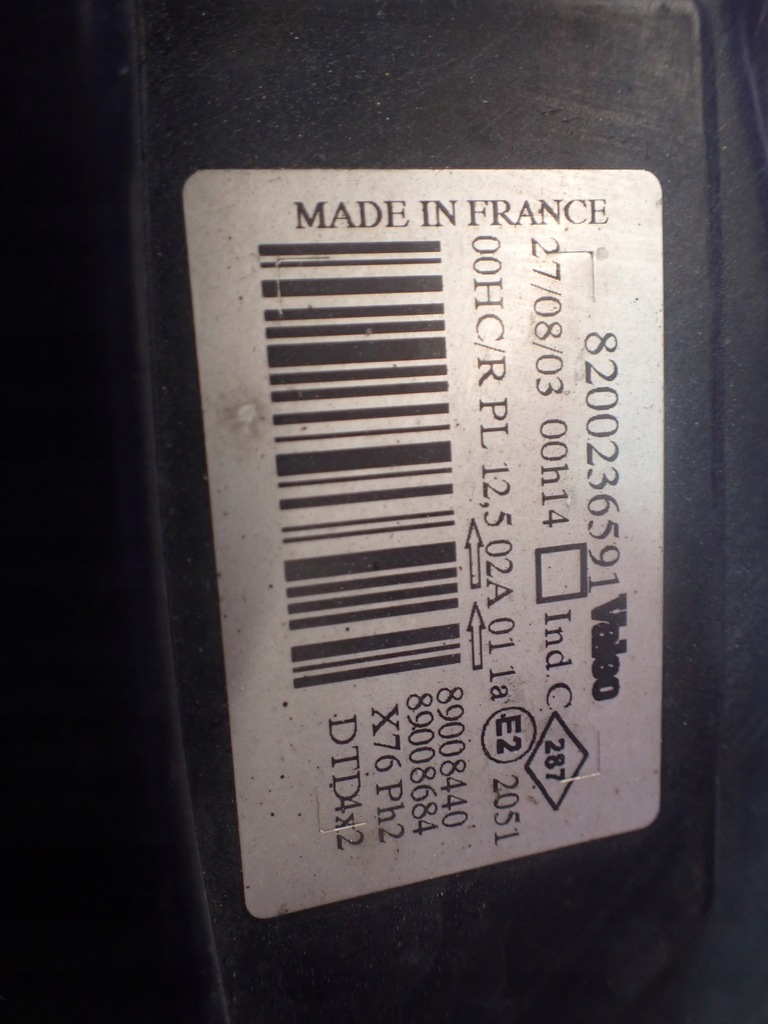 MADE IN FRANCE
8200236591 Valeo
27/08/03 00h14 Ind C 287
00HC/R PL 12,5 02A 01 1a E2 2051
89008440
89008684
X76 Ph2
DTD4x2